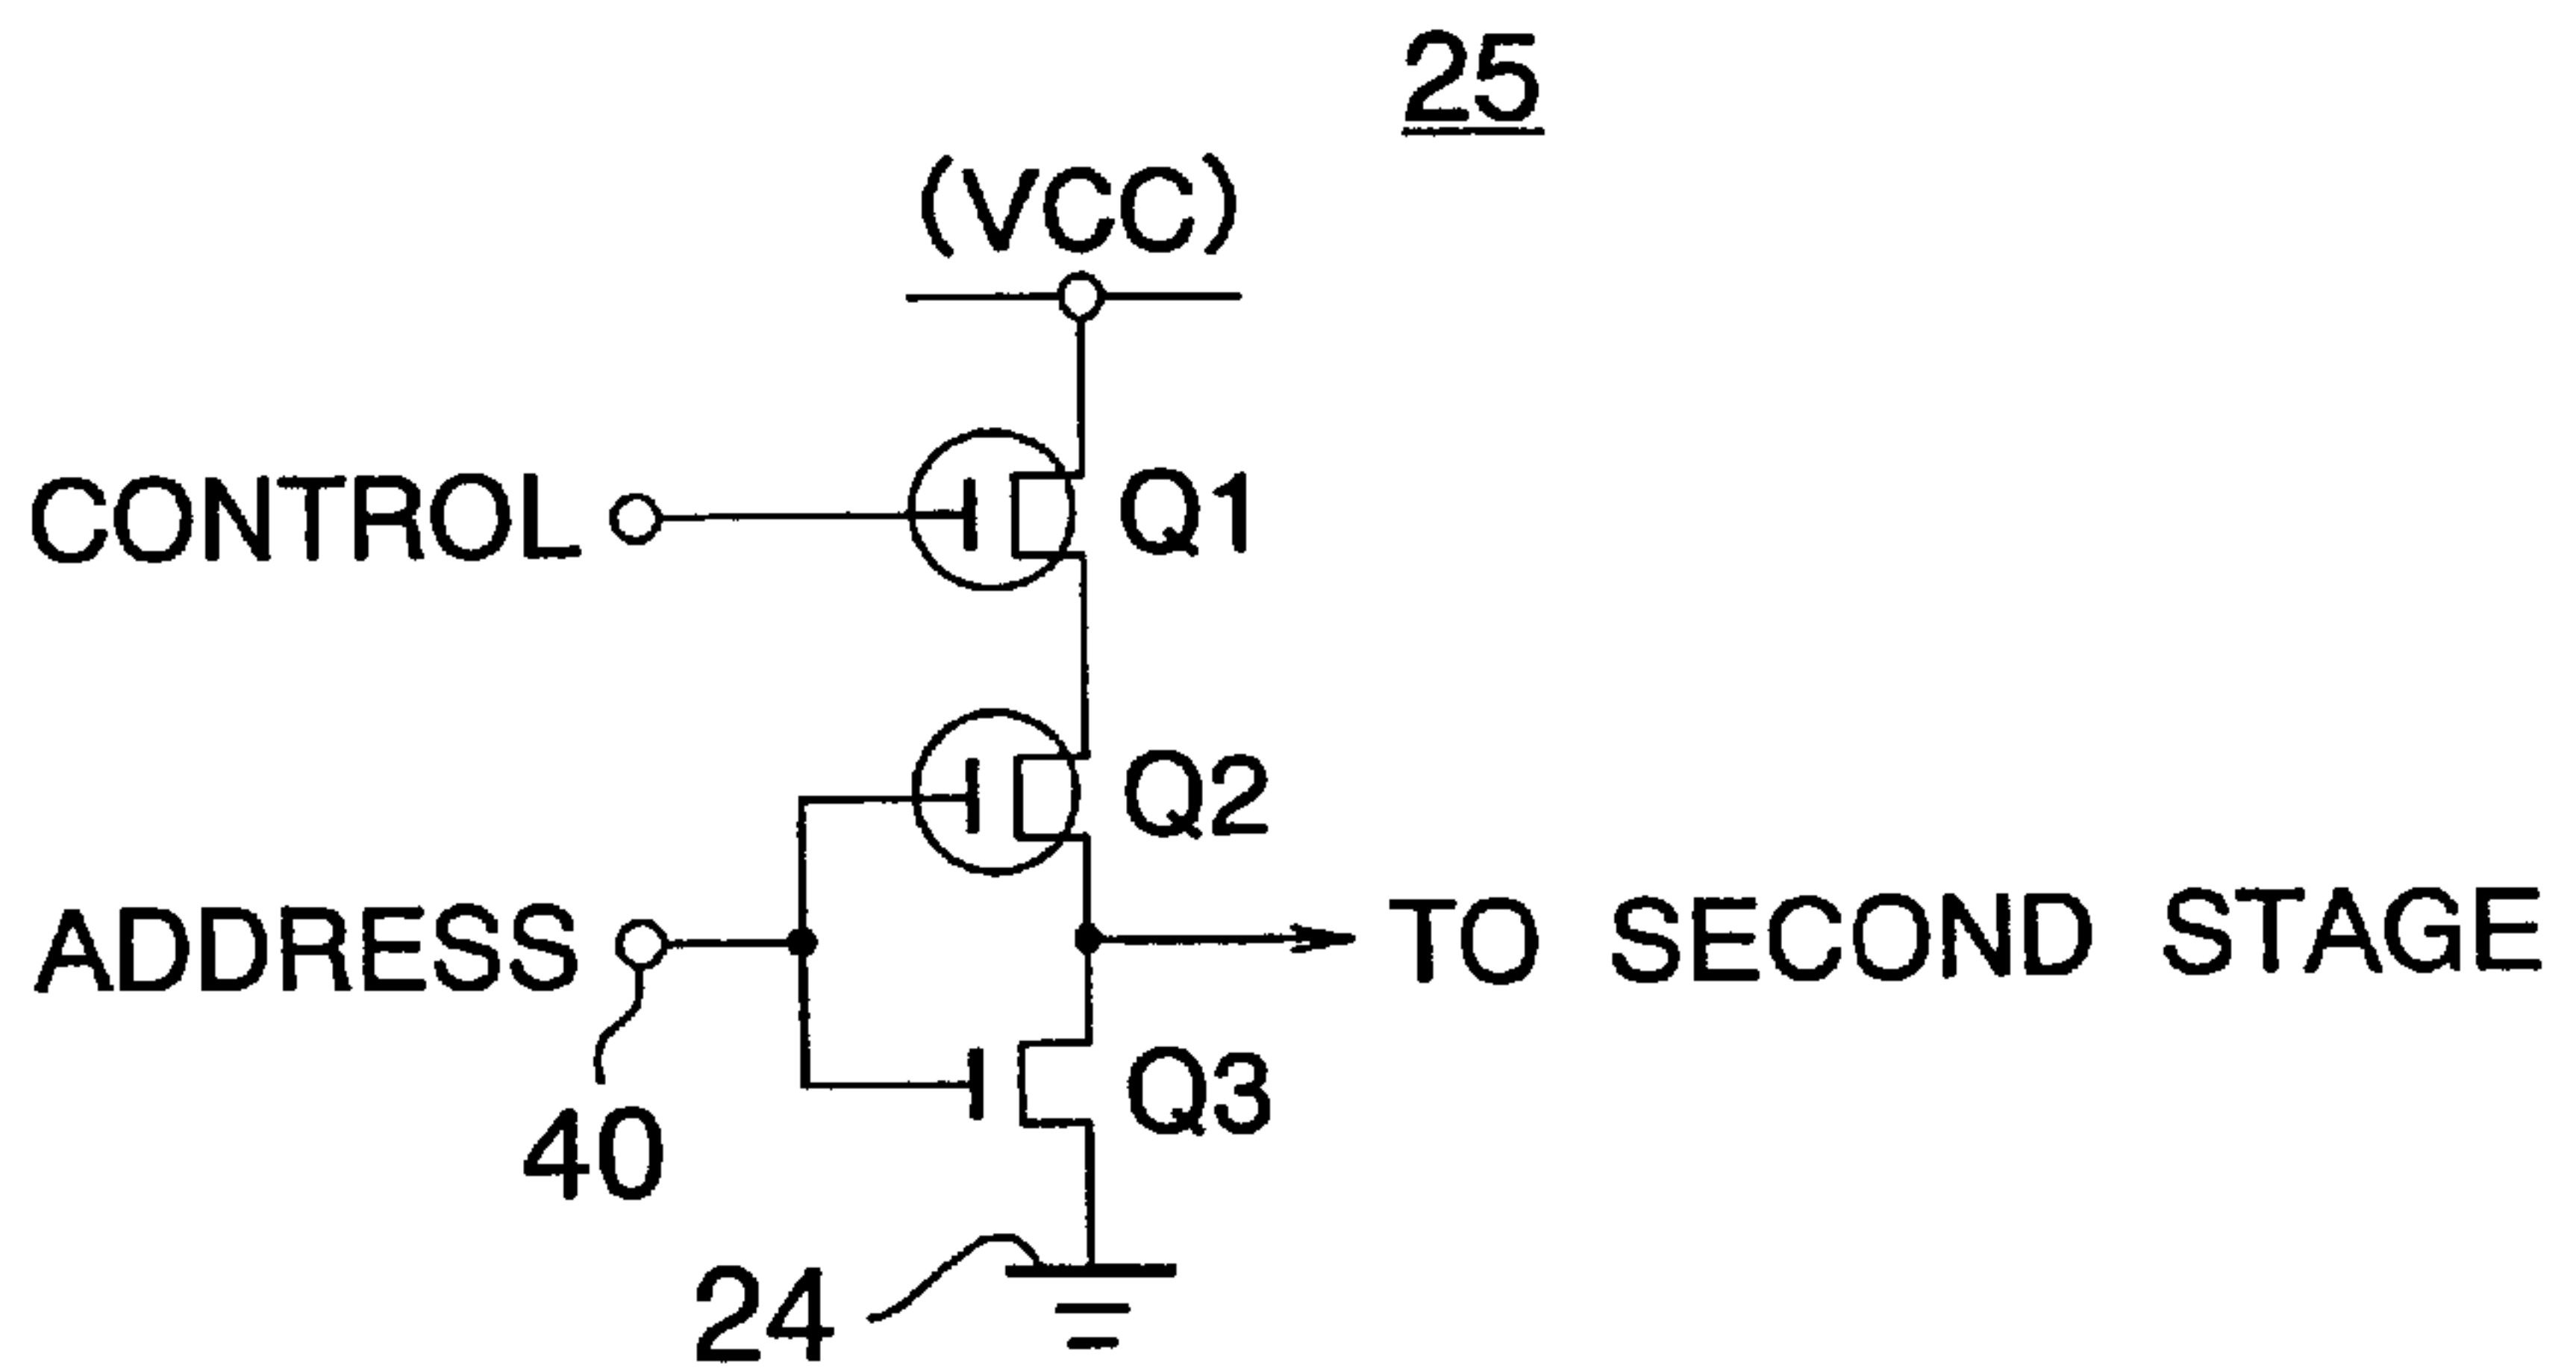 25
(VCC)
CONTROL
Q1
Q2
ADDRESS
TO SECOND STAGE
Q3
40
24